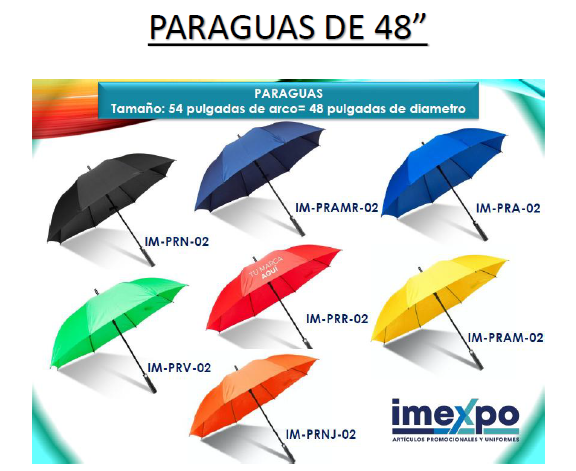 PARAGUAS DE 48”
PARAGUAS
Tamaño: 54 pulgadas de arco= 48 pulgadas de diametro
IM-PRN-02
IM-PRAMR-02
IM-PRA-02
TU MARCA
AQUÍ
IM-PRV-02
IM-PRR-02
IM-PRAM-02
IM-PRNJ-02
imexpo
ARTÍCULOS PROMOCIONALES Y UNIFORMES